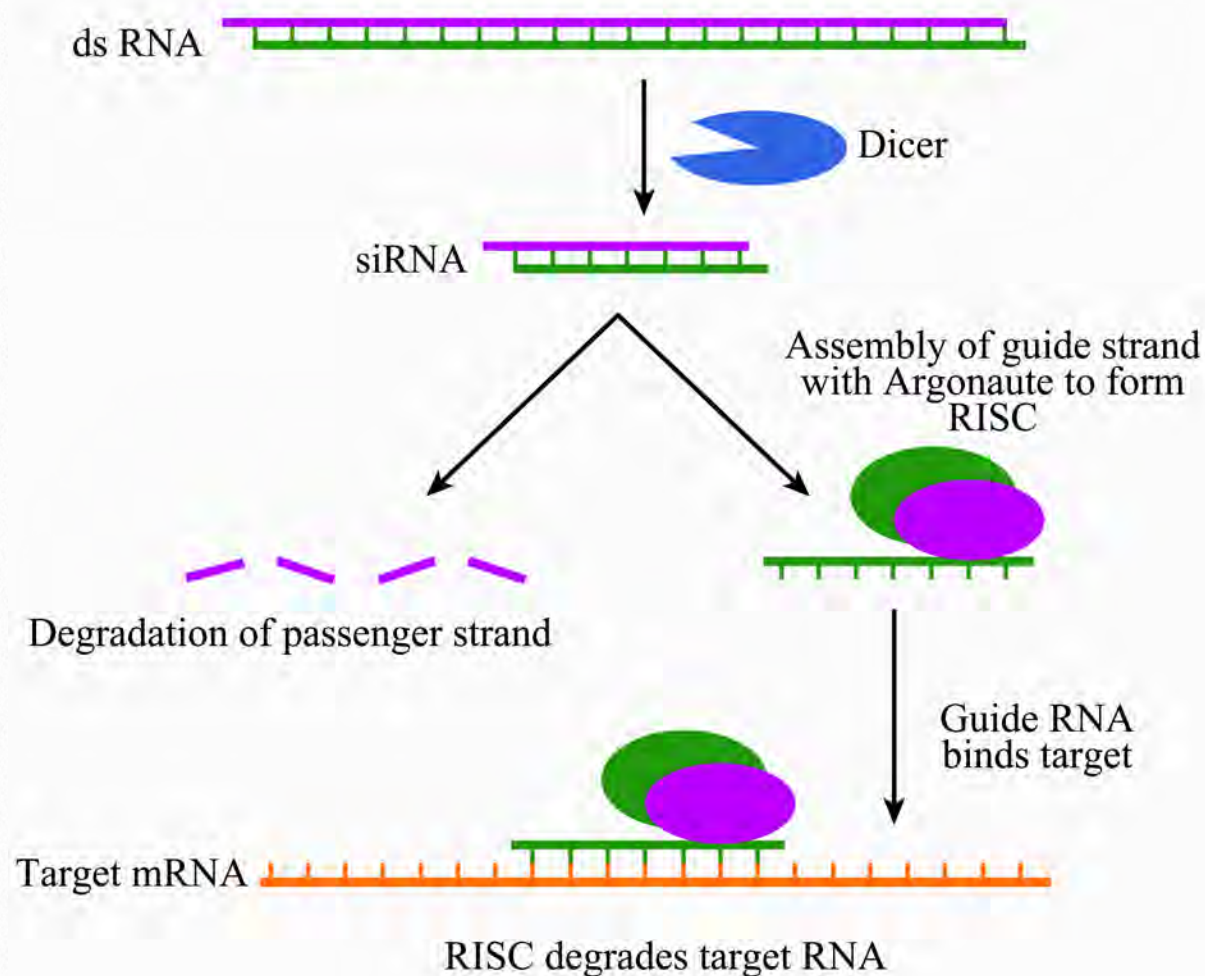 ds RNA
Dicer
siRNA
Assembly of guide strand
with Argonaute to form
RISC
Degradation of passenger strand
Guide RNA
binds target
Target mRNA
RISC degrades target RNA